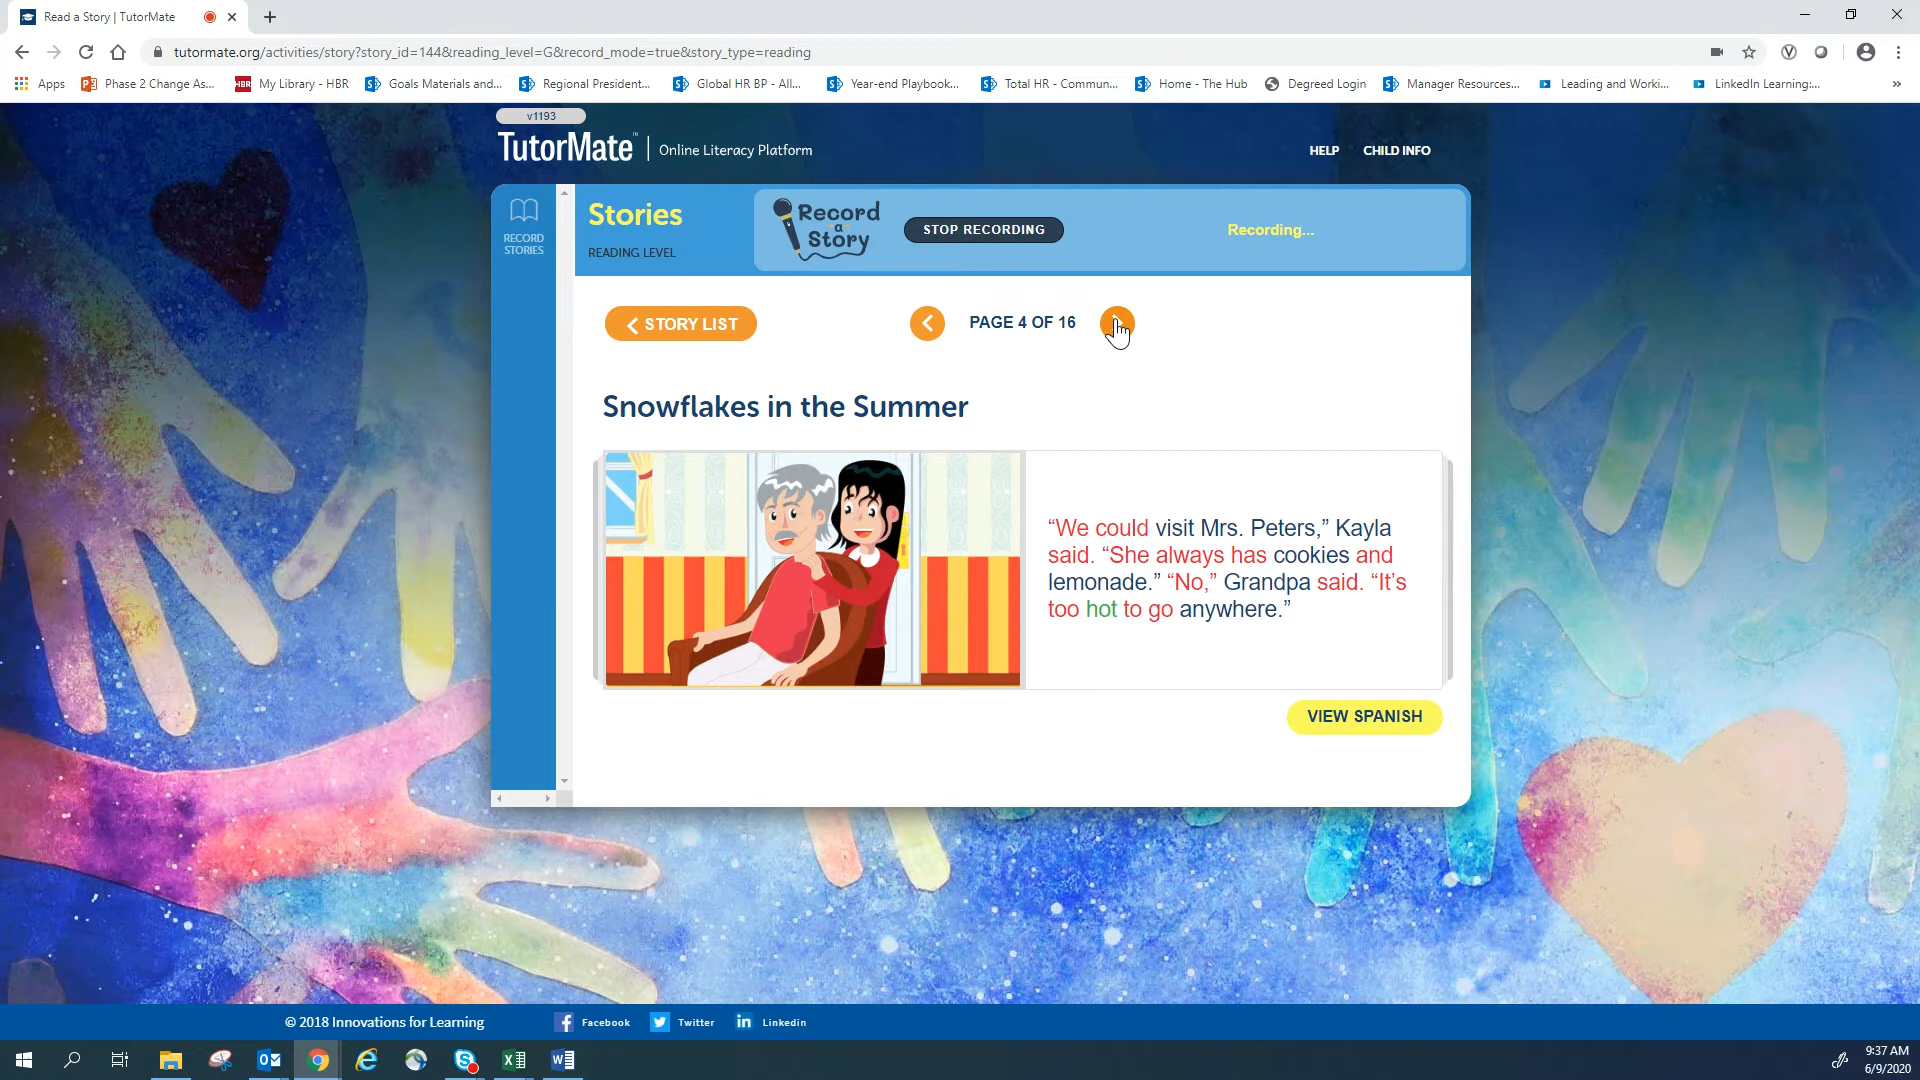 Read a Story | TutorMate
tutormate.org/activities/story?story_id=144&reading_level=G&record_mode=true&story_type=reading
Apps
Phase 2 Change As...
HBR
My Library - HBR
Goals Materials and...
Regional President...
Global HR BP - All...
Year-end Playbook...
Total HR - Commun...
Home - The Hub
Degreed Login
Manager Resources...
Leading and Worki...
LinkedIn Learning:...
v1193
TutorMate™ | Online Literacy Platform
HELP
CHILD INFO
RECORD
STORIES
Stories
READING LEVEL
Record
a
Story
STOP RECORDING
Recording...
STORY LIST
PAGE 4 OF 16
Snowflakes in the Summer
“We could visit Mrs. Peters,” Kayla
said. “She always has cookies and
lemonade.” “No,” Grandpa said. “It’s
too hot to go anywhere.”
VIEW SPANISH
© 2018 Innovations for Learning
Facebook
Twitter
Linkedin
9:37 AM
6/9/2020